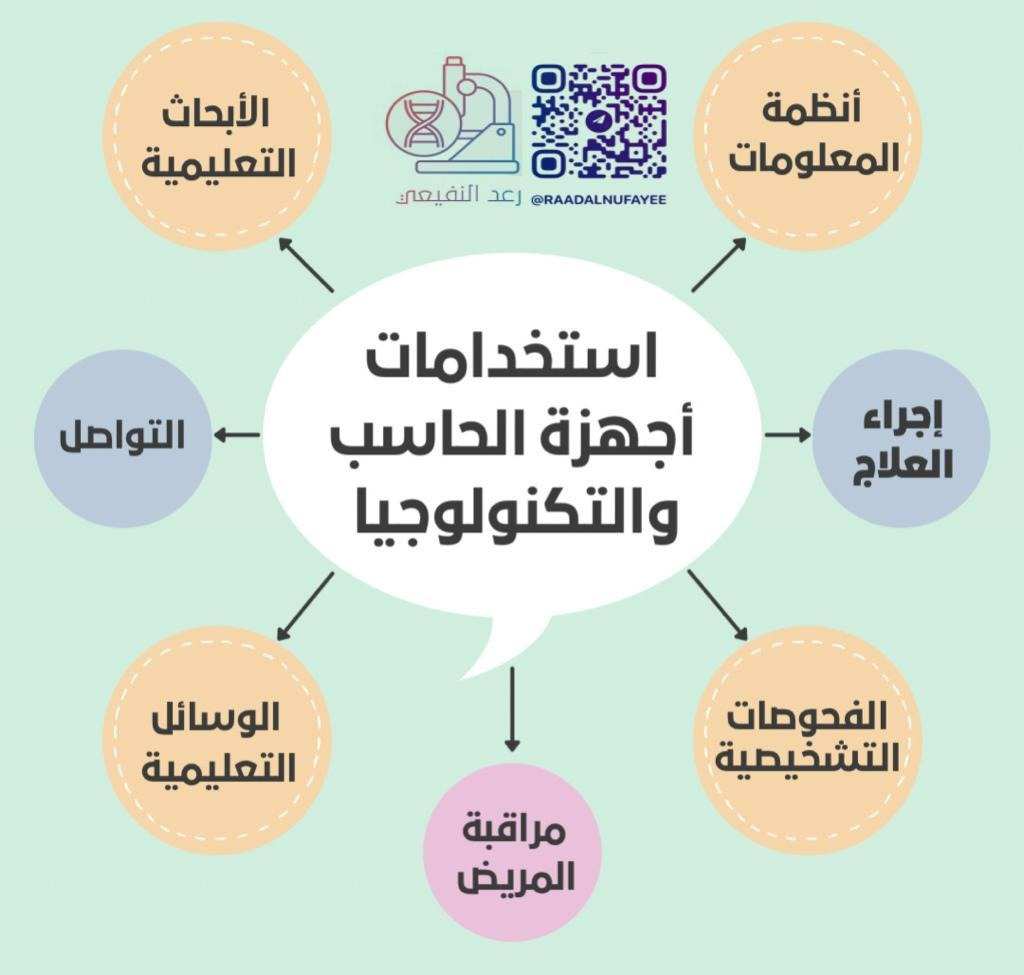 أنظمة
المعلومات
رعد النفيعي
@RAADALNUFAYEE
الأبحاث
التعليمية
استخدامات
أجهزة الحاسب
والتكنولوجيا
إجراء
العلاج
التواصل
الفحوصات
التشخيصية
مراقبة
المريض
الوسائل
التعليمية